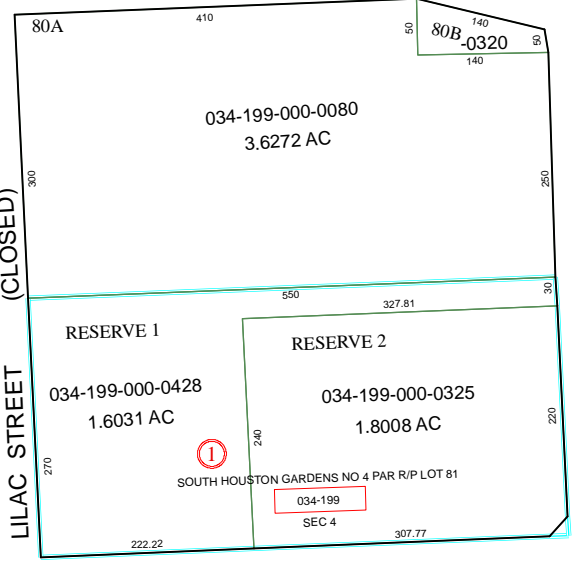 80A
410
50
140
80B
-0320
50
140
034-199-000-0080
3.6272 AC
300
250
LILAC STREET (CLOSED)
550
30
327.81
RESERVE 1
RESERVE 2
034-199-000-0428
1.6031 AC
034-199-000-0325
1.8008 AC
220
240
270
1
SOUTH HOUSTON GARDENS NO 4 PAR R/P LOT 81
034-199
SEC 4
222.22
307.77